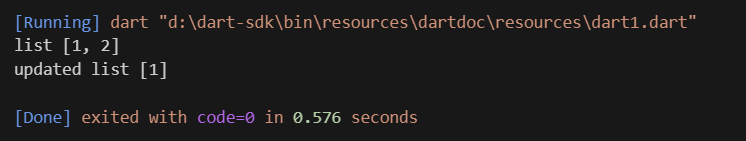 [Running] dart "d:\dart-sdk\bin\resources\dartdoc\resources\dart1.dart"
list [1, 2]
updated list [1]
[Done] exited with code=0 in 0.576 seconds